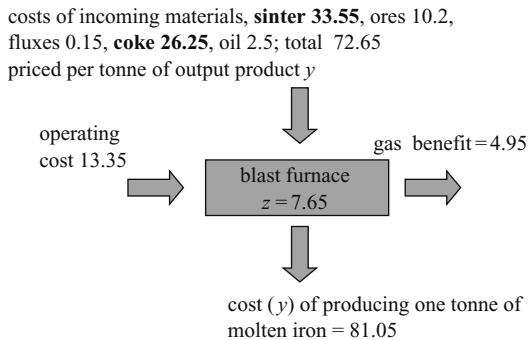 costs of incoming materials, sinter 33.55, ores 10.2,
fluxes 0.15, coke 26.25, oil 2.5; total 72.65
priced per tonne of output product y
operating
cost 13.35
gas benefit = 4.95
blast furnace
z = 7.65
cost (y) of producing one tonne of
molten iron = 81.05